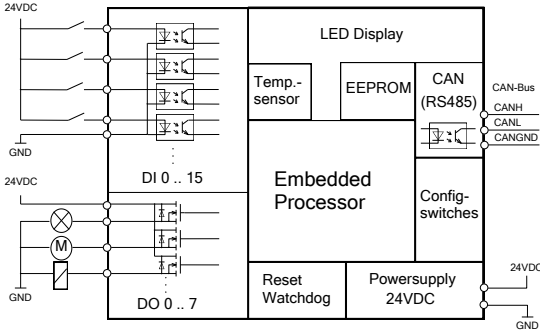 24VDC
GND
DI 0 .. 15
24VDC
M
GND
DO 0 .. 7
LED Display
Temp.-
sensor
EEPROM
CAN
(RS485)
Embedded
Processor
Config-
switches
Reset
Watchdog
Powersupply
24VDC
CAN-Bus
CANH
CANL
CANGND
24VDC
GND